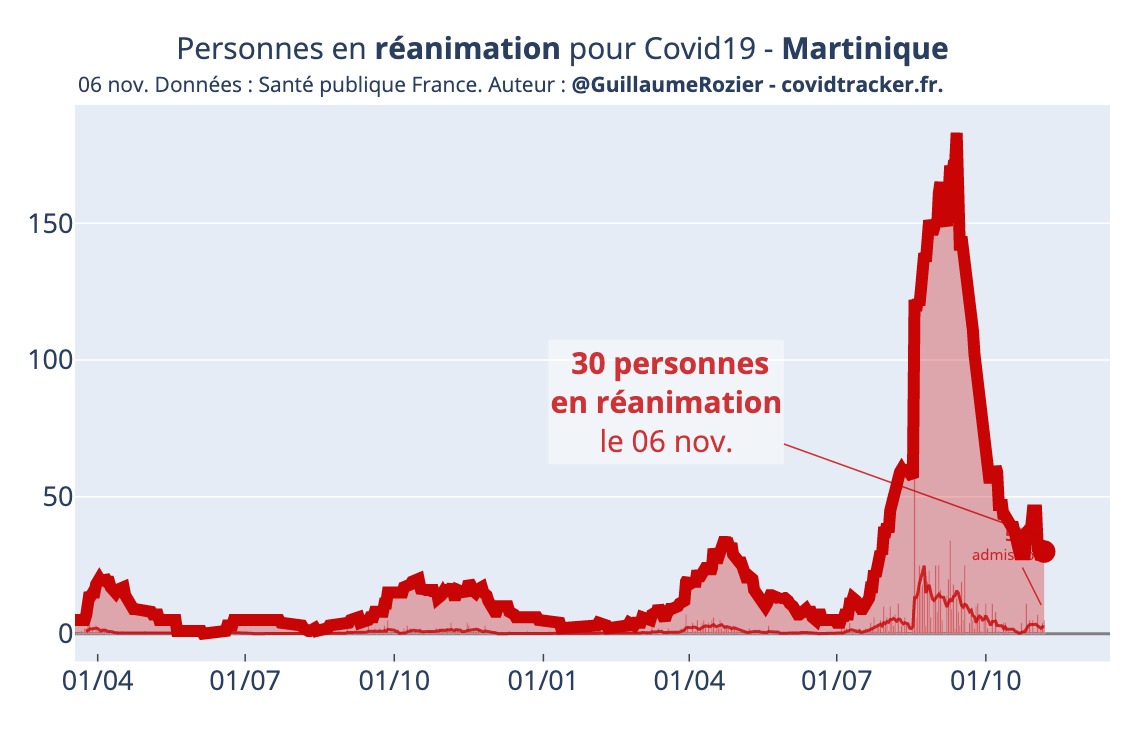 Personnes en réanimation pour Covid19 - Martinique
06 nov. Données : Santé publique France. Auteur : @GuillaumeRozier - covidtracker.fr.
150
100
30 personnes
en réanimation
le 06 nov.
50
0
01/04 01/07 01/10 01/01 01/04 01/07 01/10